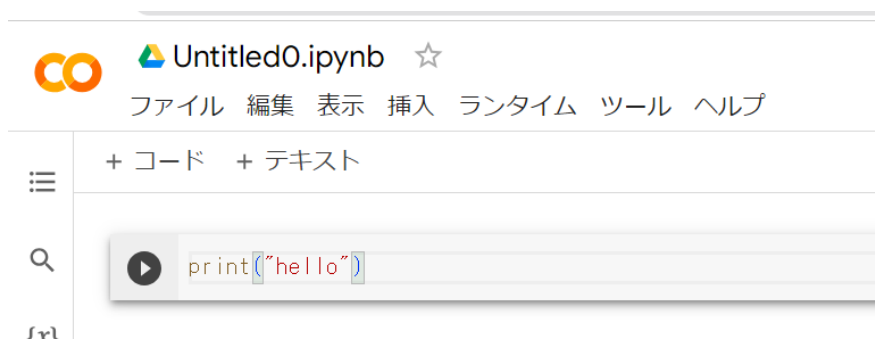 Untitled0.ipynb
ファイル 編集 表示 挿入 ランタイム ツール ヘルプ
+ コード + テキスト
print("hello")